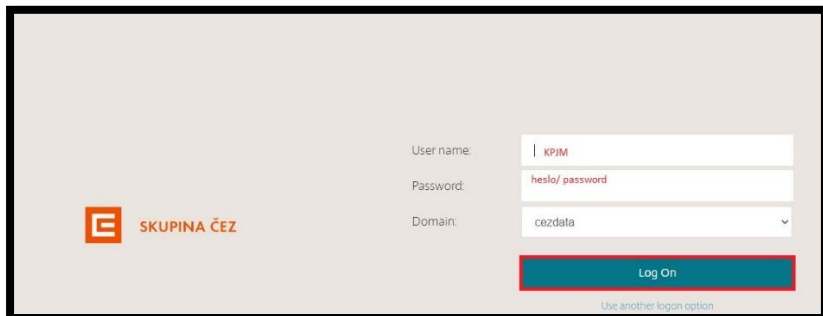 User name:
KPJM
Password:
heslo/ password
SKUPINA ČEZ
Domain:
cezdata
Log On
Use another logon option